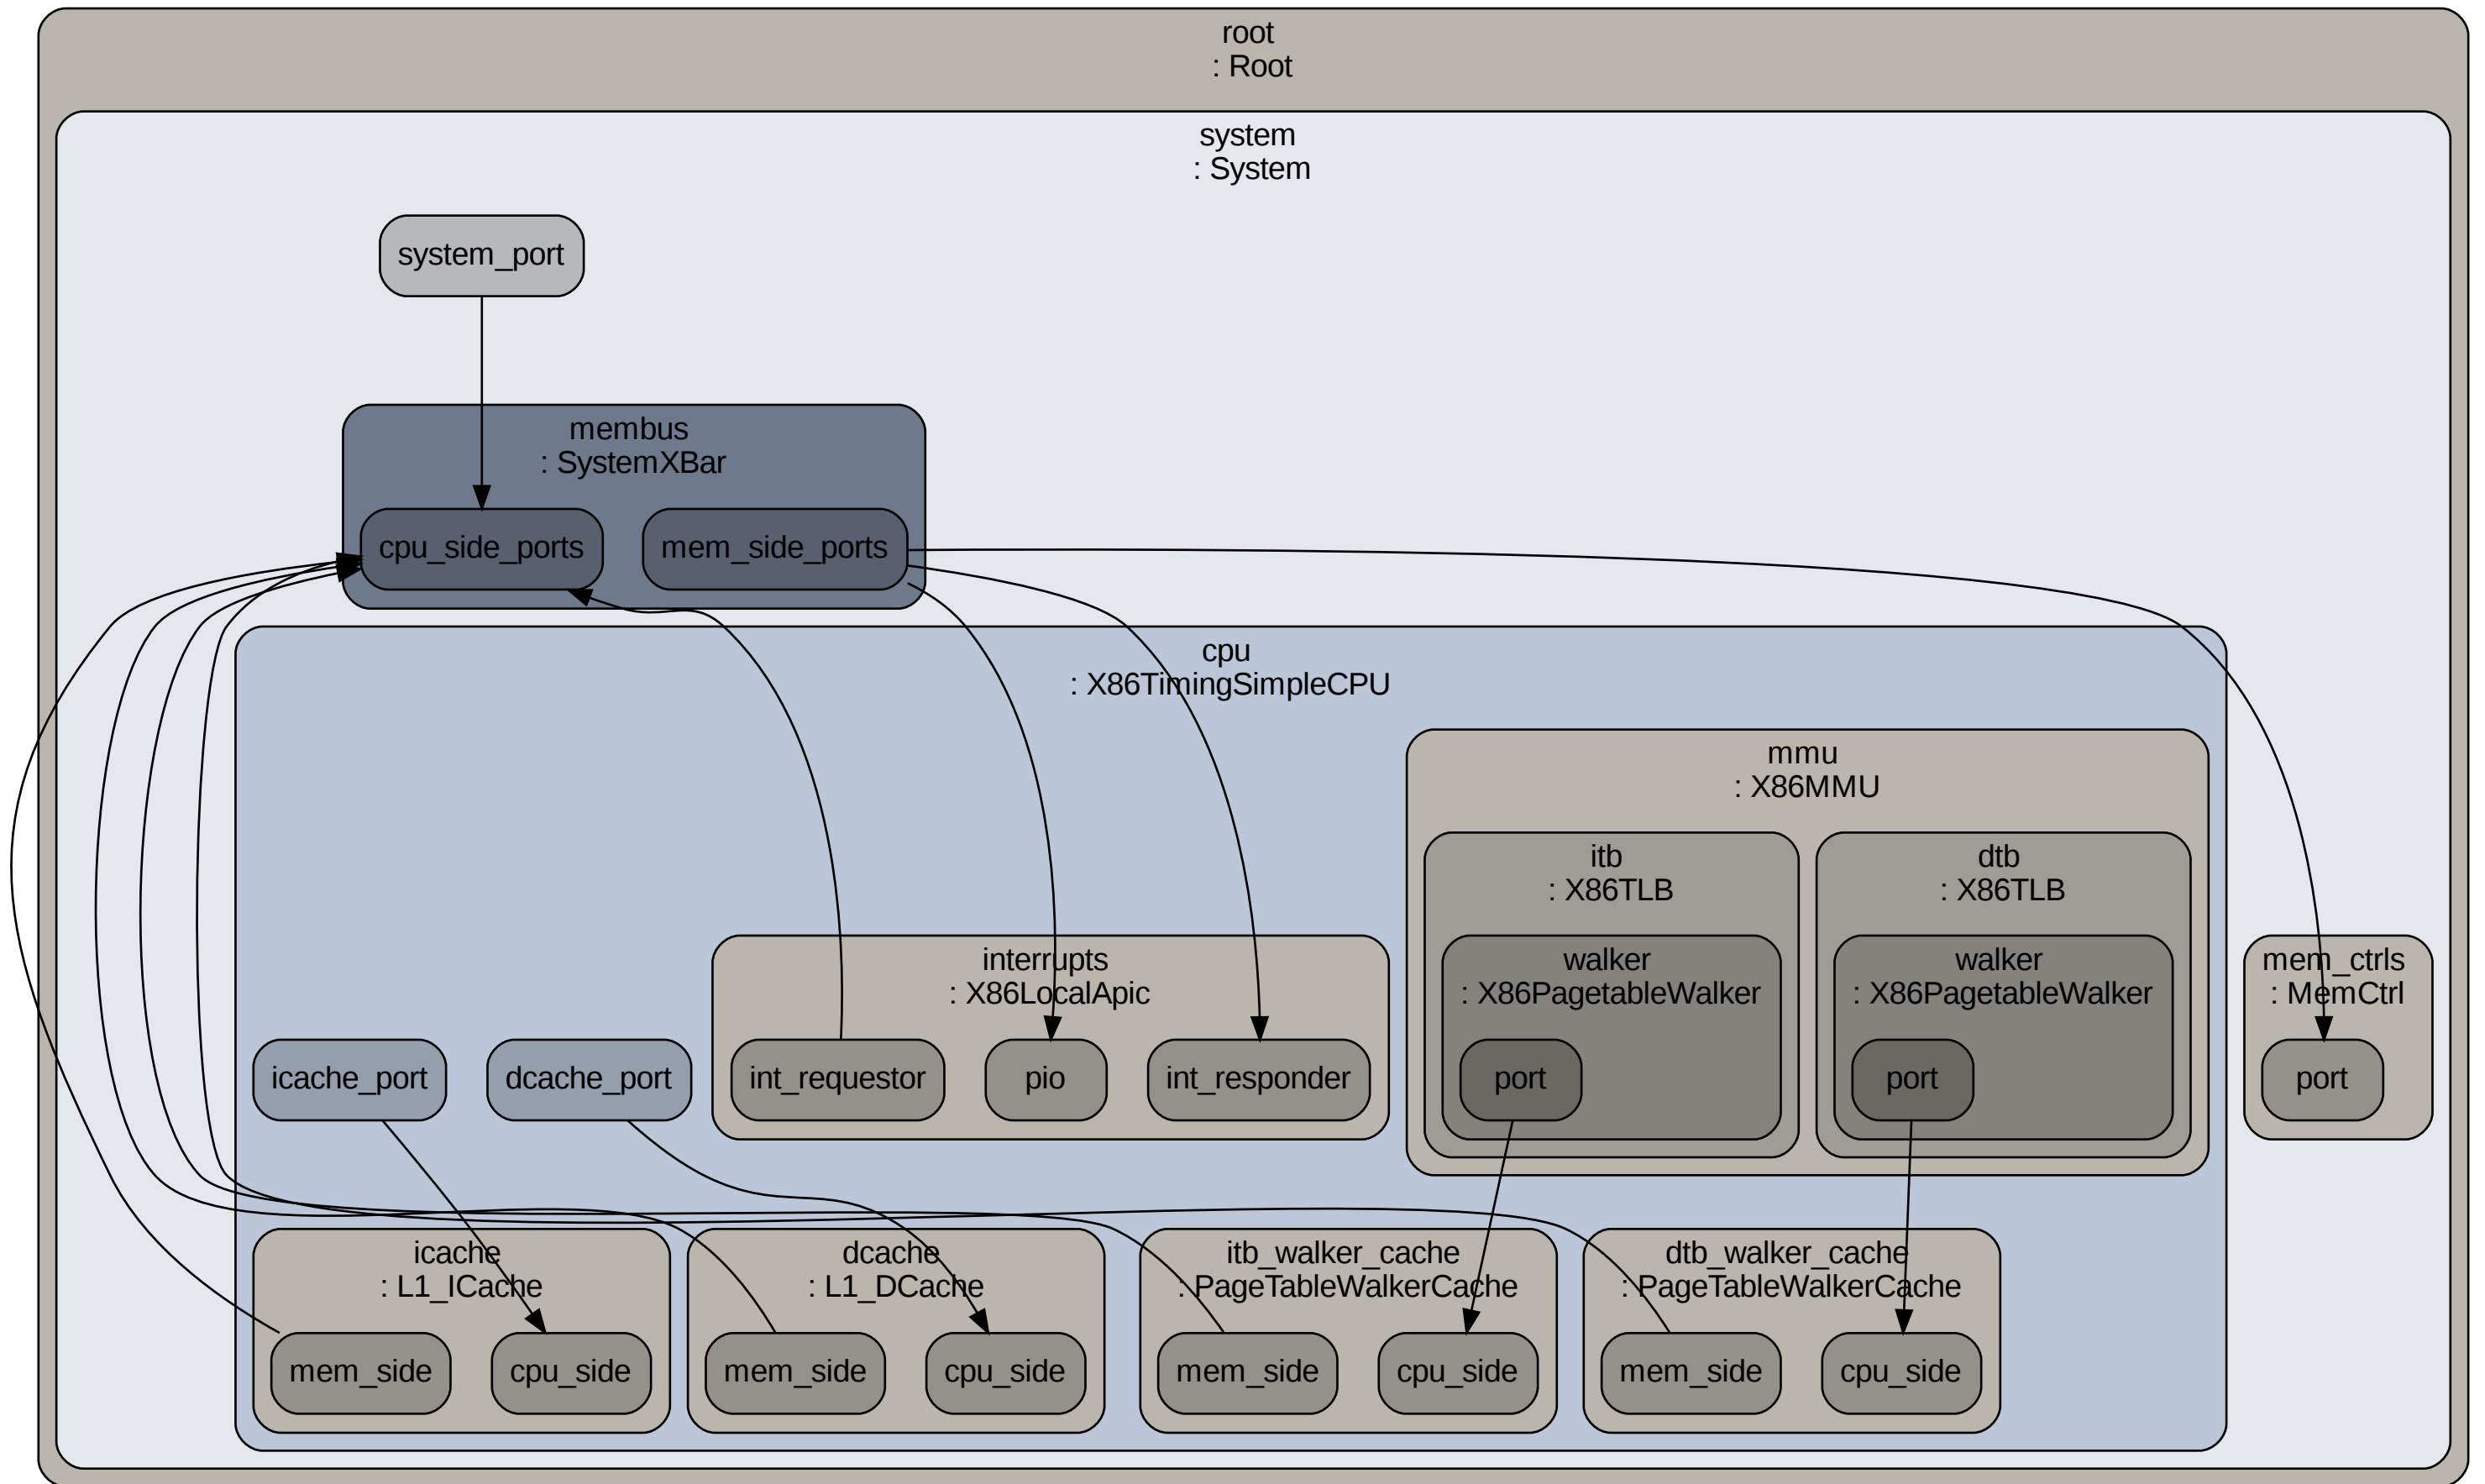 root
: Root
system
: System
system_port
membus
: SystemXBar
cpu_side_ports
mem_side_ports
cpu
: X86TimingSimpleCPU
mmu
: X86MMU
itb
: X86TLB
dtb
: X86TLB
interrupts
: X86LocalApic
walker
: X86PagetableWalker
walker
: X86PagetableWalker
mem_ctrls
: MemCtrl
icache_port
dcache_port
int_requestor
pio
int_responder
port
port
port
icache
: L1_ICache
dcache
: L1_DCache
itb_walker_cache
: PageTableWalkerCache
dtb_walker_cache
: PageTableWalkerCache
mem_side
cpu_side
mem_side
cpu_side
mem_side
cpu_side
mem_side
cpu_side